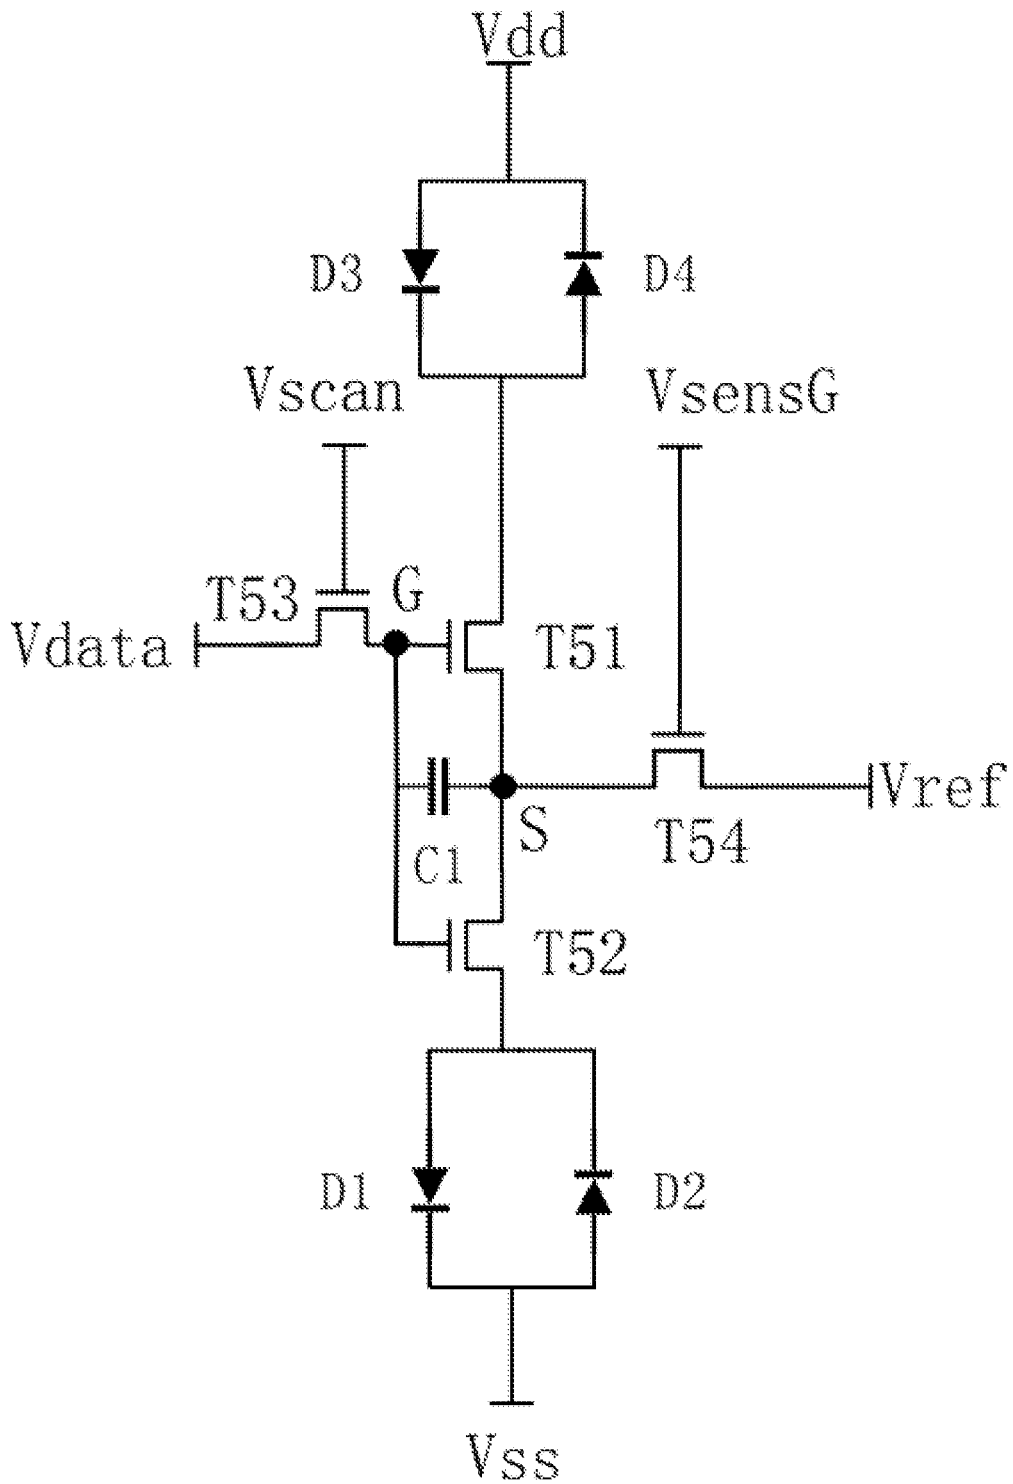 Vdd
D3
D4
Vscan
VsensG
T53
G
Vdata
T51
Vref
S
T54
C1
T52
D1
D2
Vss